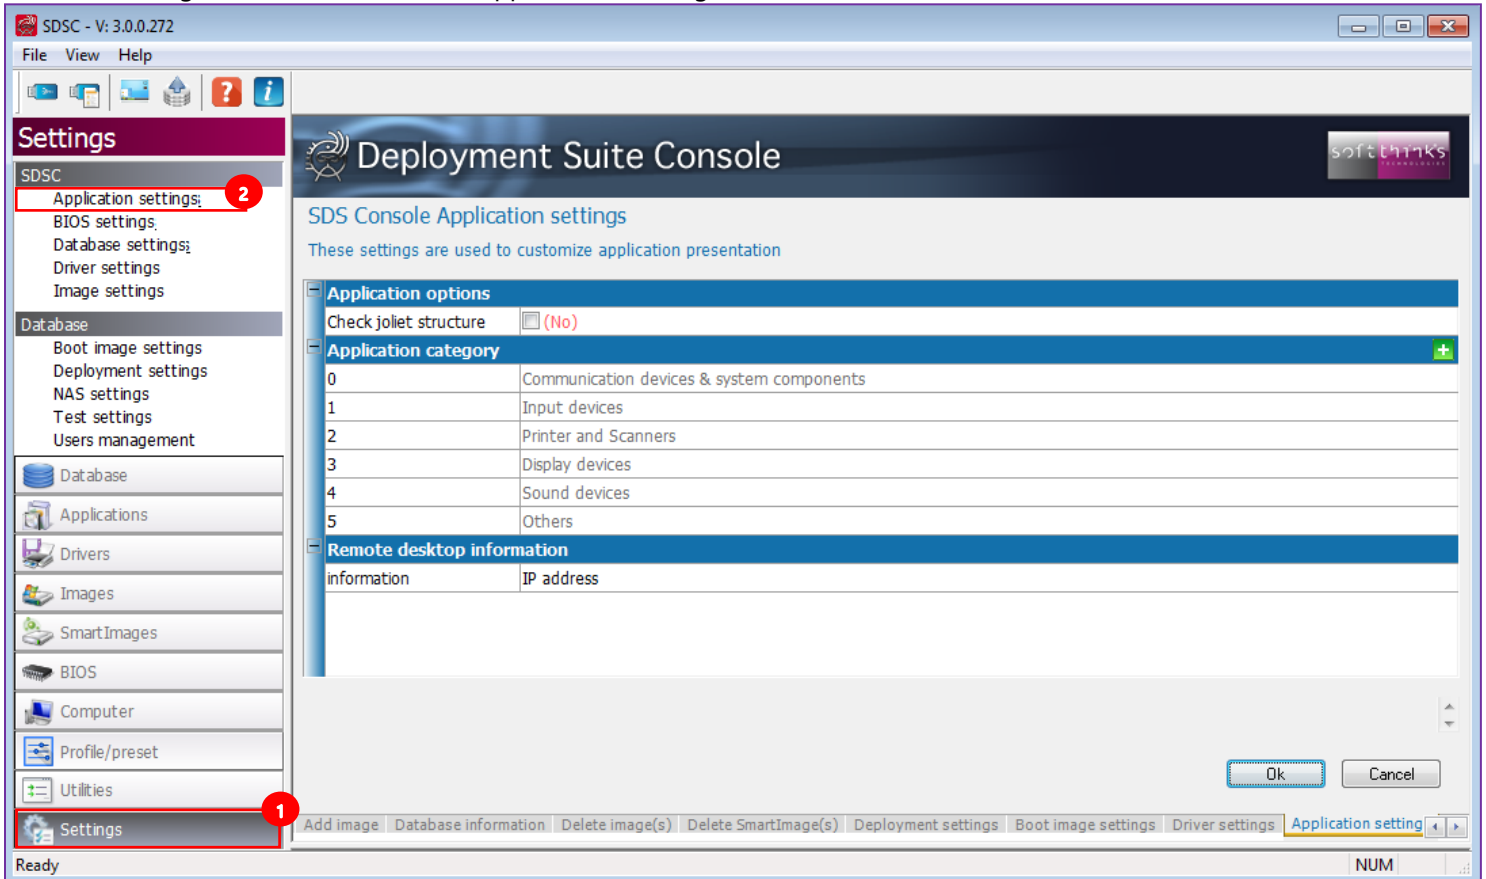 SDSC - V: 3.0.0.272
File View Help
Settings
SDSC
Application settings
2
BIOS settings
Database settings
Driver settings
Image settings
Database
Boot image settings
Deployment settings
NAS settings
Test settings
Users management
Database
Applications
Drivers
Images
SmartImages
BIOS
Computer
Profile/preset
Utilities
1
Settings
Deployment Suite Console
softthinks
TECHNOLOGIES
SDS Console Application settings
These settings are used to customize application presentation
Application options
Check joliet structure (No)
Application category
0 Communication devices & system components
1 Input devices
2 Printer and Scanners
3 Display devices
4 Sound devices
5 Others
Remote desktop information
information IP address
Ok Cancel
Add image Database information Delete image(s) Delete SmartImage(s) Deployment settings Boot image settings Driver settings Application setting
Ready NUM